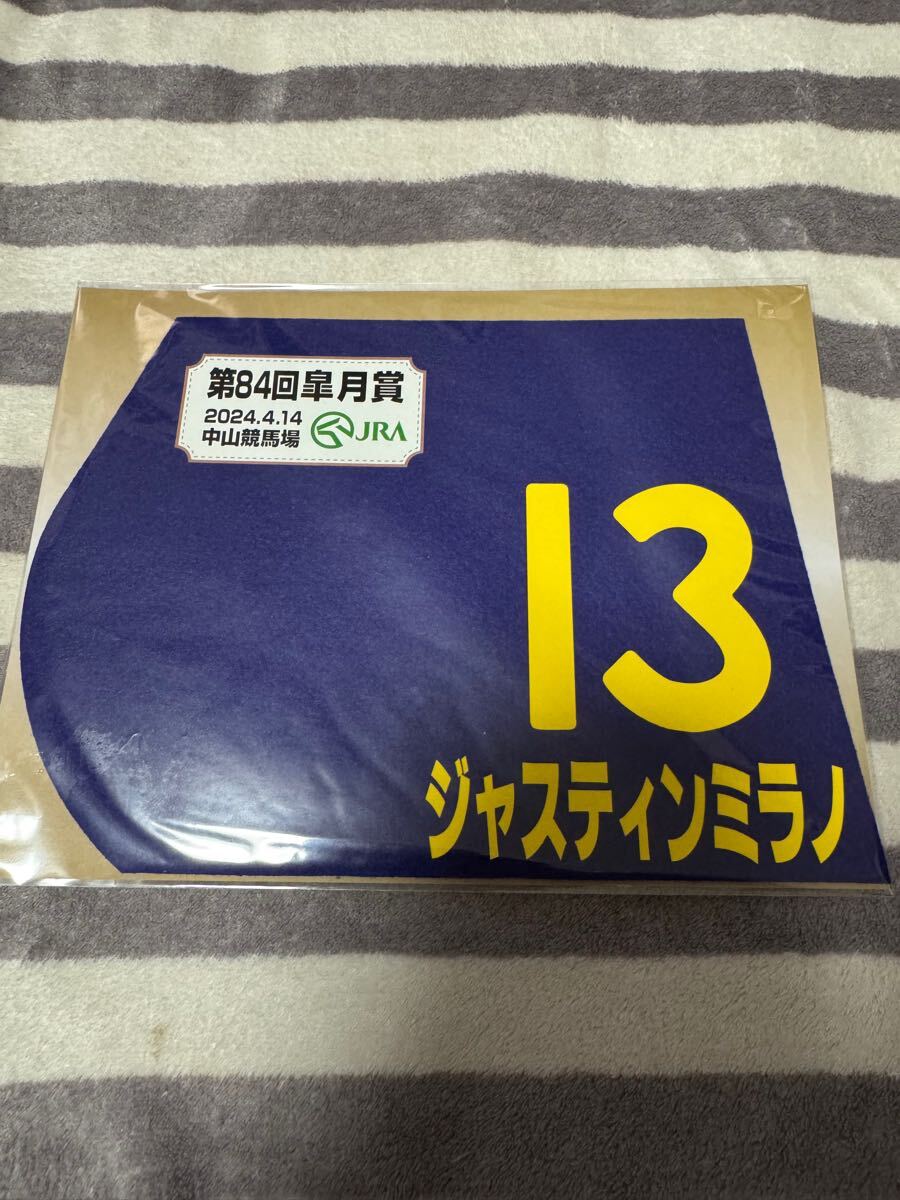 第84回皐月賞
2024.4.14
中山競馬場
JRA
13
ジャスティンミラノ